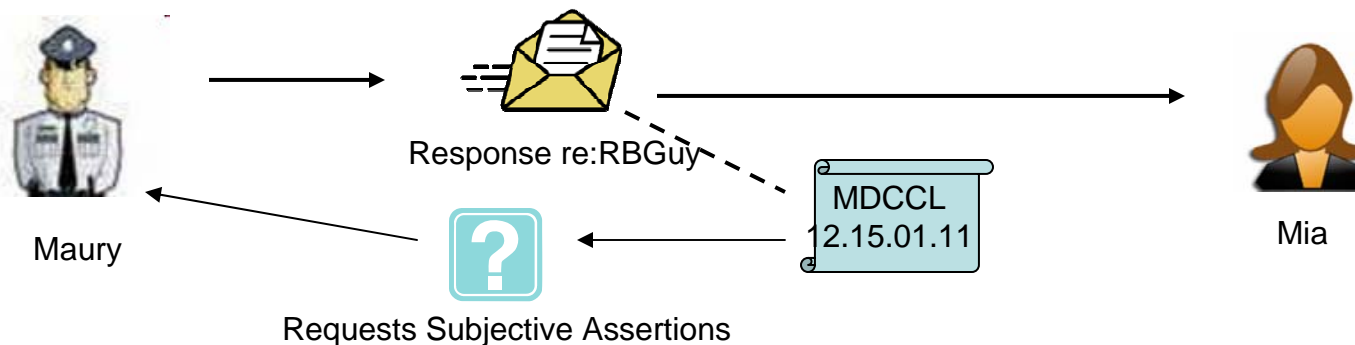 Response re:RBGuy
MDCCL
12.15.01.11
Maury
Mia
?
Requests Subjective Assertions